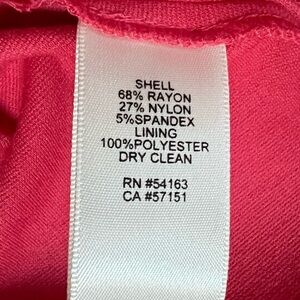 SHELL
68% RAYON
27% NYLON
5%SPANDEX
LINING
100%POLYESTER
DRY CLEAN
RN #54163
CA #57151